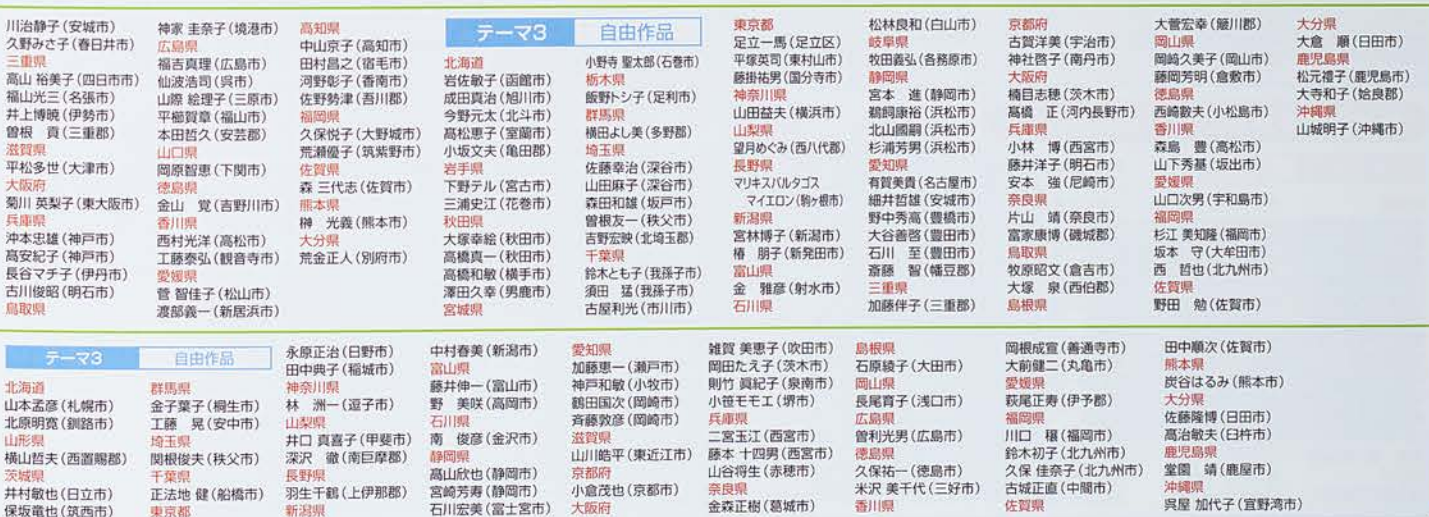 川治静子(安城市)
久野みさ子(春日井市)
三重県
高山 裕美子(四日市市)
福山光三(名張市)
井上博暁(伊勢市)
曽根　貢(三重郡)
滋賀県
平松多世(大津市)
大阪府
菊川 英梨子(東大阪市)
兵庫県
沖本忠雄(神戸市)
髙安紀子(神戸市)
長谷マチ子(伊丹市)
古川俊昭(明石市)
鳥取県
神家 圭奈子(境港市)
広島県
福吉真理(広島市)
仙波浩司(呉市)
山際 絵理子(三原市)
平櫛賀章(福山市)
本田哲久(安芸郡)
山口県
岡原智恵(下関市)
徳島県
金山　覚(吉野川市)
香川県
西村光洋(高松市)
工藤泰弘(観音寺市)
愛媛県
菅 智佳子(松山市)
渡部義一(新居浜市)
高知県
中山京子(高知市)
田村昌之(宿毛市)
河野彰子(香南市)
佐野勢津(吾川郡)
福岡県
久保悦子(大野城市)
荒瀬優子(筑紫野市)
佐賀県
森 三代志(佐賀市)
熊本県
榊　光義(熊本市)
大分県
荒金正人(別府市)
テーマ3　自由作品
北海道
岩佐敏子(函館市)
成田真治(旭川市)
今野元太(北斗市)
髙松恵子(室蘭市)
小坂文夫(亀田郡)
岩手県
下野テル(宮古市)
三浦史江(花巻市)
秋田県
大塚幸絵(秋田市)
高橋真一(秋田市)
高橋和敏(横手市)
澤田久幸(男鹿市)
宮城県
小野寺 聖太郎(石巻市)
栃木県
飯野トシ子(足利市)
群馬県
横田よし美(多野郡)
埼玉県
佐藤幸治(深谷市)
山田麻子(深谷市)
森田和雄(坂戸市)
曽根友一(秩父市)
吉野宏映(北埼玉郡)
千葉県
鈴木とも子(我孫子市)
須田　猛(我孫子市)
古屋利光(市川市)
東京都
足立一馬(足立区)
平塚英司(東村山市)
藤掛祐男(国分寺市)
神奈川県
山田益夫(横浜市)
山梨県
望月めぐみ(西八代郡)
長野県
マリキスバルタゴス
マイエロン(駒ヶ根市)
新潟県
宮林博子(新潟市)
椿　朋子(新発田市)
富山県
金　雅彦(射水市)
石川県
松林良和(白山市)
岐阜県
牧田義弘(各務原市)
静岡県
宮本　進(静岡市)
鵜飼康裕(浜松市)
北山國嗣(浜松市)
杉浦芳男(浜松市)
愛知県
有賀美貴(名古屋市)
細井哲雄(安城市)
野中秀高(豊橋市)
大谷善啓(豊田市)
石川　至(豊田市)
斎藤　智(幡豆郡)
三重県
加藤伴子(三重郡)
京都府
古賀洋美(宇治市)
神社啓子(南丹市)
大阪府
楠目志穂(茨木市)
髙橋　正(河内長野市)
兵庫県
小林　博(西宮市)
藤井洋子(明石市)
安本　強(尼崎市)
奈良県
片山　靖(奈良市)
富家康博(磯城郡)
鳥取県
牧原昭文(倉吉市)
大塚　泉(西伯郡)
島根県
大菅宏幸(簸川郡)
岡山県
岡崎久美子(岡山市)
藤岡芳明(倉敷市)
徳島県
西崎数夫(小松島市)
香川県
森島　豊(高松市)
山下秀基(坂出市)
愛媛県
山口次男(宇和島市)
福岡県
杉江 美知隆(福岡市)
坂本　守(大牟田市)
西　哲也(北九州市)
佐賀県
野田　勉(佐賀市)
大分県
大倉　順(日田市)
鹿児島県
松元禮子(鹿児島市)
大寺和子(姶良郡)
沖縄県
山城明子(沖縄市)
テーマ3　自由作品
北海道
山本孟彦(札幌市)
北原明寛(釧路市)
山形県
横山哲夫(西置賜郡)
茨城県
井村敏也(日立市)
保坂竜也(筑西市)
群馬県
金子葉子(桐生市)
工藤　晃(安中市)
埼玉県
関根俊夫(秩父市)
千葉県
正法地 健(船橋市)
東京都
永原正治(日野市)
田中典子(稲城市)
神奈川県
林　洲一(逗子市)
山梨県
井口 真喜子(甲斐市)
深沢　徹(南巨摩郡)
長野県
羽生千鶴(上伊那郡)
新潟県
中村春美(新潟市)
富山県
藤井伸一(富山市)
野　美咲(高岡市)
石川県
南　俊彦(金沢市)
静岡県
髙山欣也(静岡市)
宮崎芳寿(静岡市)
石川宏美(富士宮市)
愛知県
加藤恵一(瀬戸市)
神戸和敏(小牧市)
鶴田国次(岡崎市)
斉藤敦彦(岡崎市)
滋賀県
山川皓平(東近江市)
京都府
小倉茂也(京都市)
大阪府
雑賀 美恵子(吹田市)
岡田たえ子(茨木市)
則竹 眞紀子(泉南市)
小笹モモエ(堺市)
兵庫県
二宮玉江(西宮市)
藤本 十四男(西宮市)
山谷将生(赤穂市)
奈良県
金森正樹(葛城市)
島根県
石原綾子(大田市)
岡山県
長尾育子(浅口市)
広島県
曽利光男(広島市)
徳島県
久保祐一(徳島市)
米沢 美千代(三好市)
香川県
岡根成宣(善通寺市)
大前健二(丸亀市)
愛媛県
萩尾正寿(伊予郡)
福岡県
川口　穰(福岡市)
鈴木初子(北九州市)
久保 佳奈子(北九州市)
古城正直(中間市)
佐賀県
田中順次(佐賀市)
熊本県
炭谷はるみ(熊本市)
大分県
佐藤隆博(日田市)
高治敏夫(臼杵市)
鹿児島県
堂園　靖(鹿屋市)
沖縄県
呉屋 加代子(宜野湾市)